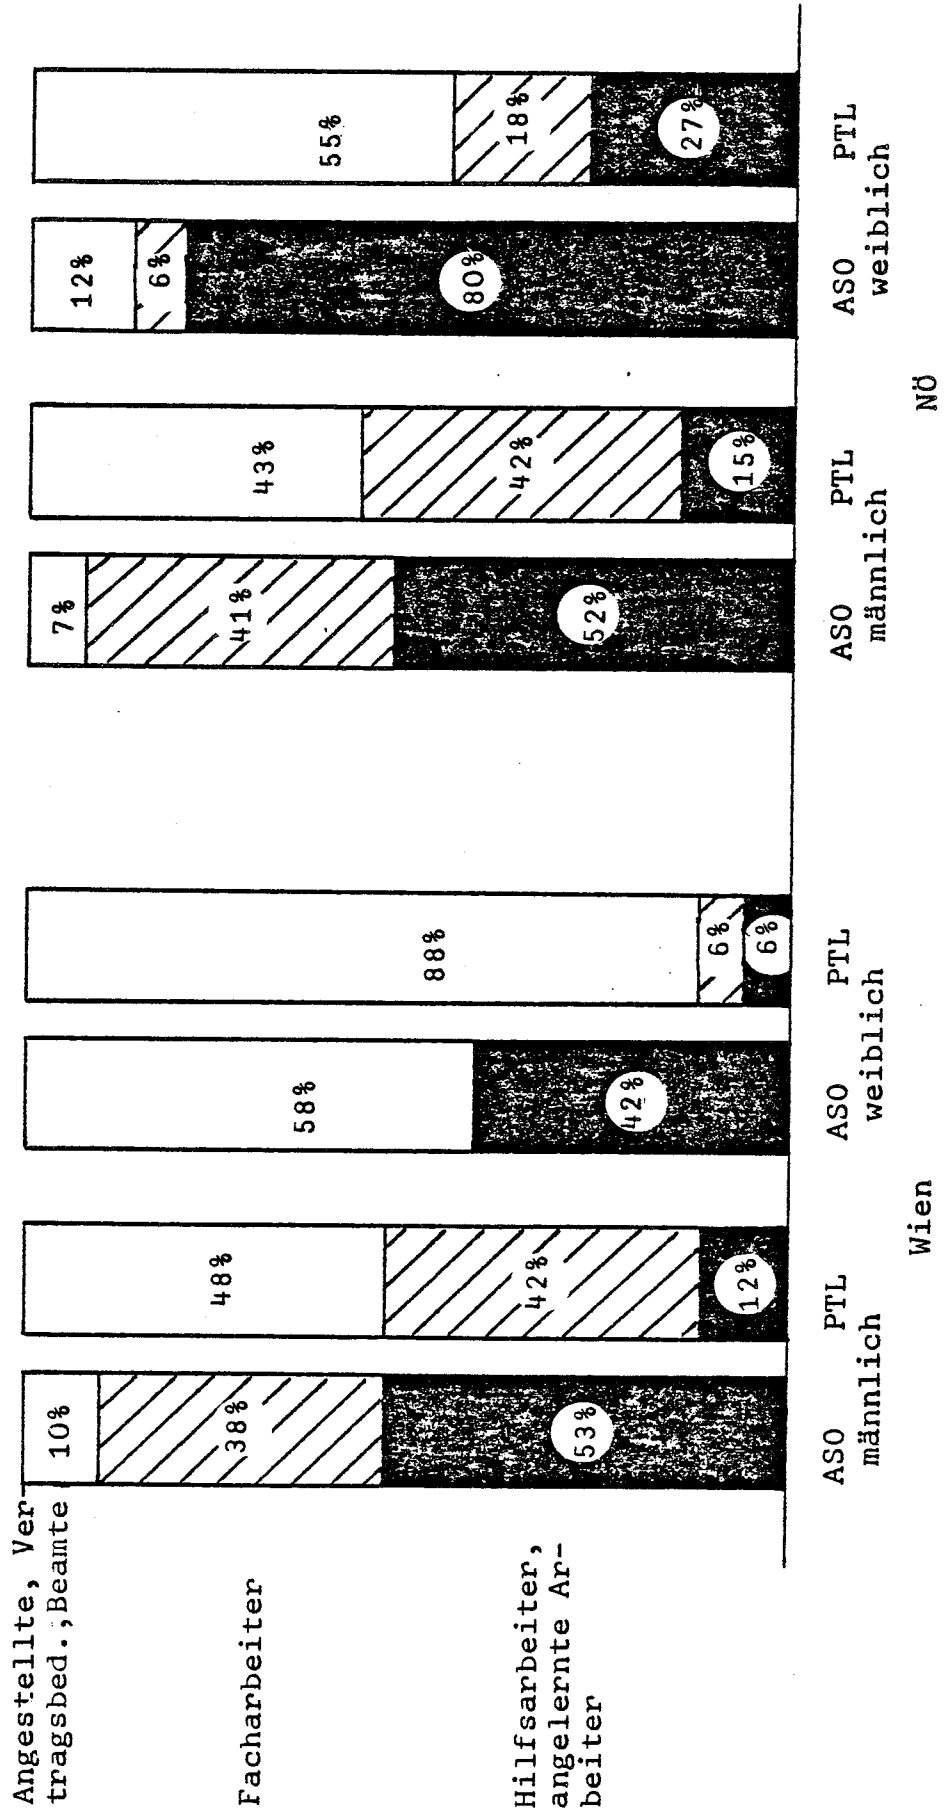 Angestellte, Ver-
tragsbed.,Beamte
Facharbeiter
Hilfsarbeiter,
angelernte Ar-
beiter
10%
38%
53%
48%
42%
12%
58%
42%
88%
6%
6%
7%
41%
52%
43%
42%
15%
12%
6%
80%
55%
18%
27%
ASO PTL
männlich
ASO PTL
weiblich
ASO PTL
männlich
ASO PTL
weiblich
Wien
NÖ